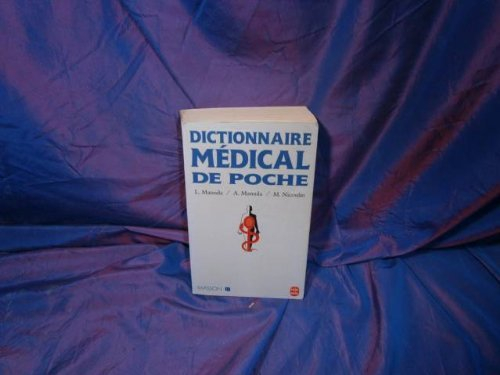 DICTIONNAIRE
MÉDICAL
DE POCHE
L. Manuila / A. Manuila / M. Nicoulin
MASSON